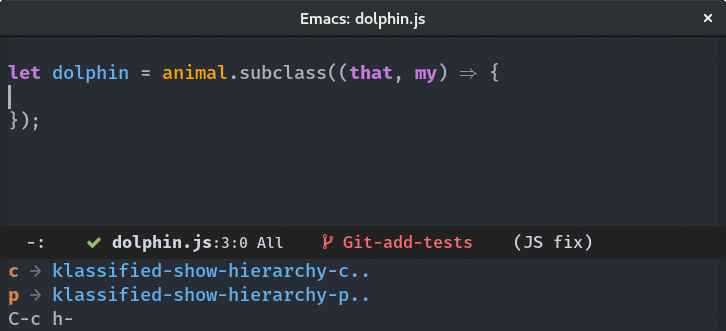 Emacs: dolphin.js ×
let dolphin = animal.subclass((that, my) ⇒ {
});
-: ✔ dolphin.js:3:0 All Git-add-tests (JS fix)
c → klassified-show-hierarchy-c..
p → klassified-show-hierarchy-p..
C-c h-